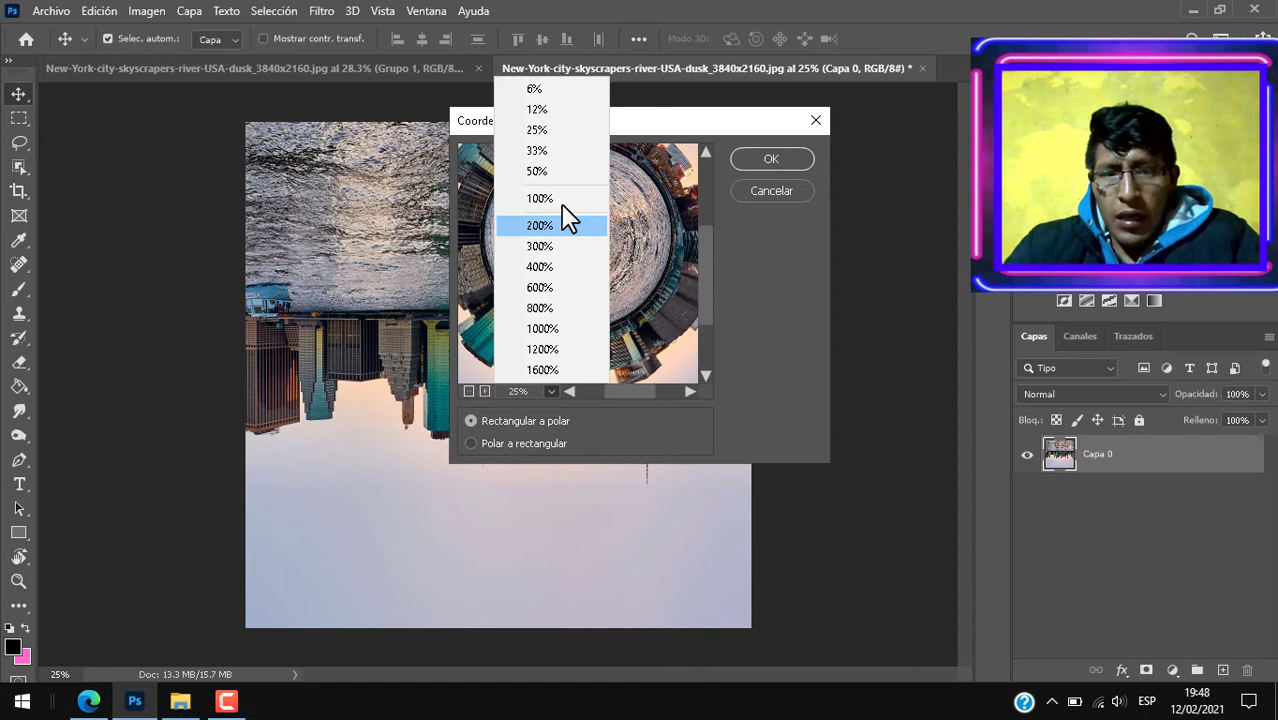 Ps Archivo Edición Imagen Capa Texto Selección Filtro 3D Vista Ventana Ayuda
Selec. autom.: Capa Mostrar contr. transf. Modo 3D:
New-York-city-skyscrapers-river-USA-dusk_3840x2160.jpg al 28.3% (Grupo 1, RGB/8...
New-York-city-skyscrapers-river-USA-dusk_3840x2160.jpg al 25% (Capa 0, RGB/8#) *
6%
12%
25%
33%
50%
100%
200%
300%
400%
600%
800%
1000%
1200%
1600%
Coorde
OK
Cancelar
25%
Rectangular a polar
Polar a rectangular
Capas Canales Trazados
Tipo
Normal Opacidad: 100%
Bloq.: Relleno: 100%
Capa 0
fx
25% Doc: 13.3 MB/15.7 MB
Ps
ESP
19:48
12/02/2021